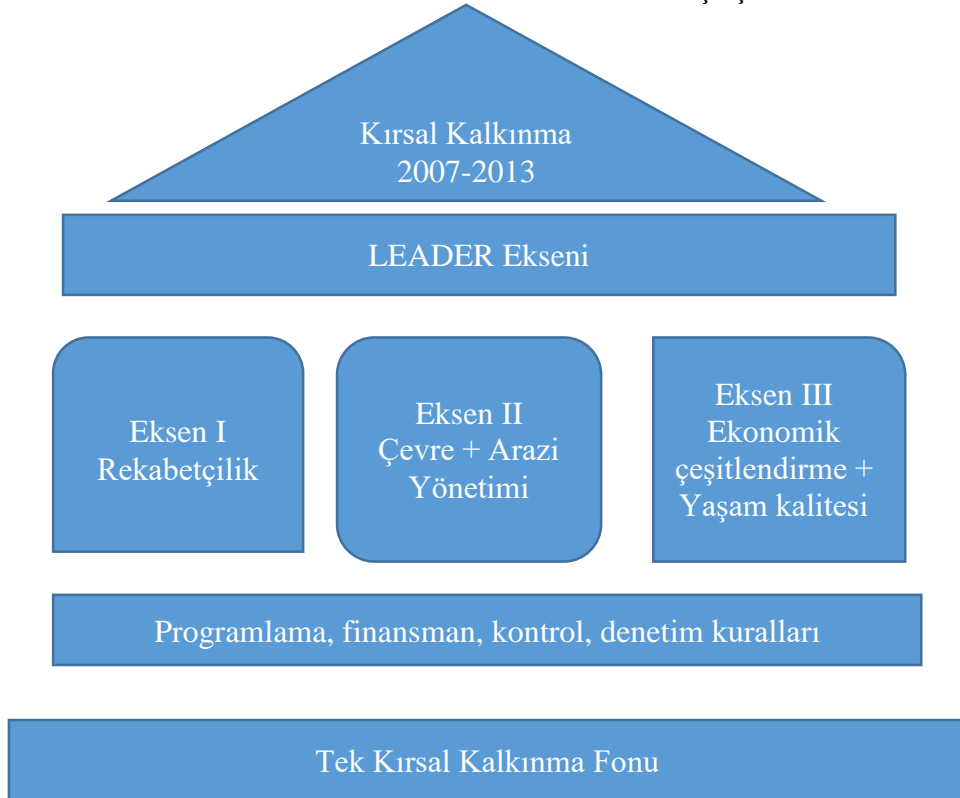 Kırsal Kalkınma
2007-2013
LEADER Ekseni
Eksen I
Rekabetçilik
Eksen II
Çevre + Arazi
Yönetimi
Eksen III
Ekonomik
çeşitlendirme +
Yaşam kalitesi
Programlama, finansman, kontrol, denetim kuralları
Tek Kırsal Kalkınma Fonu